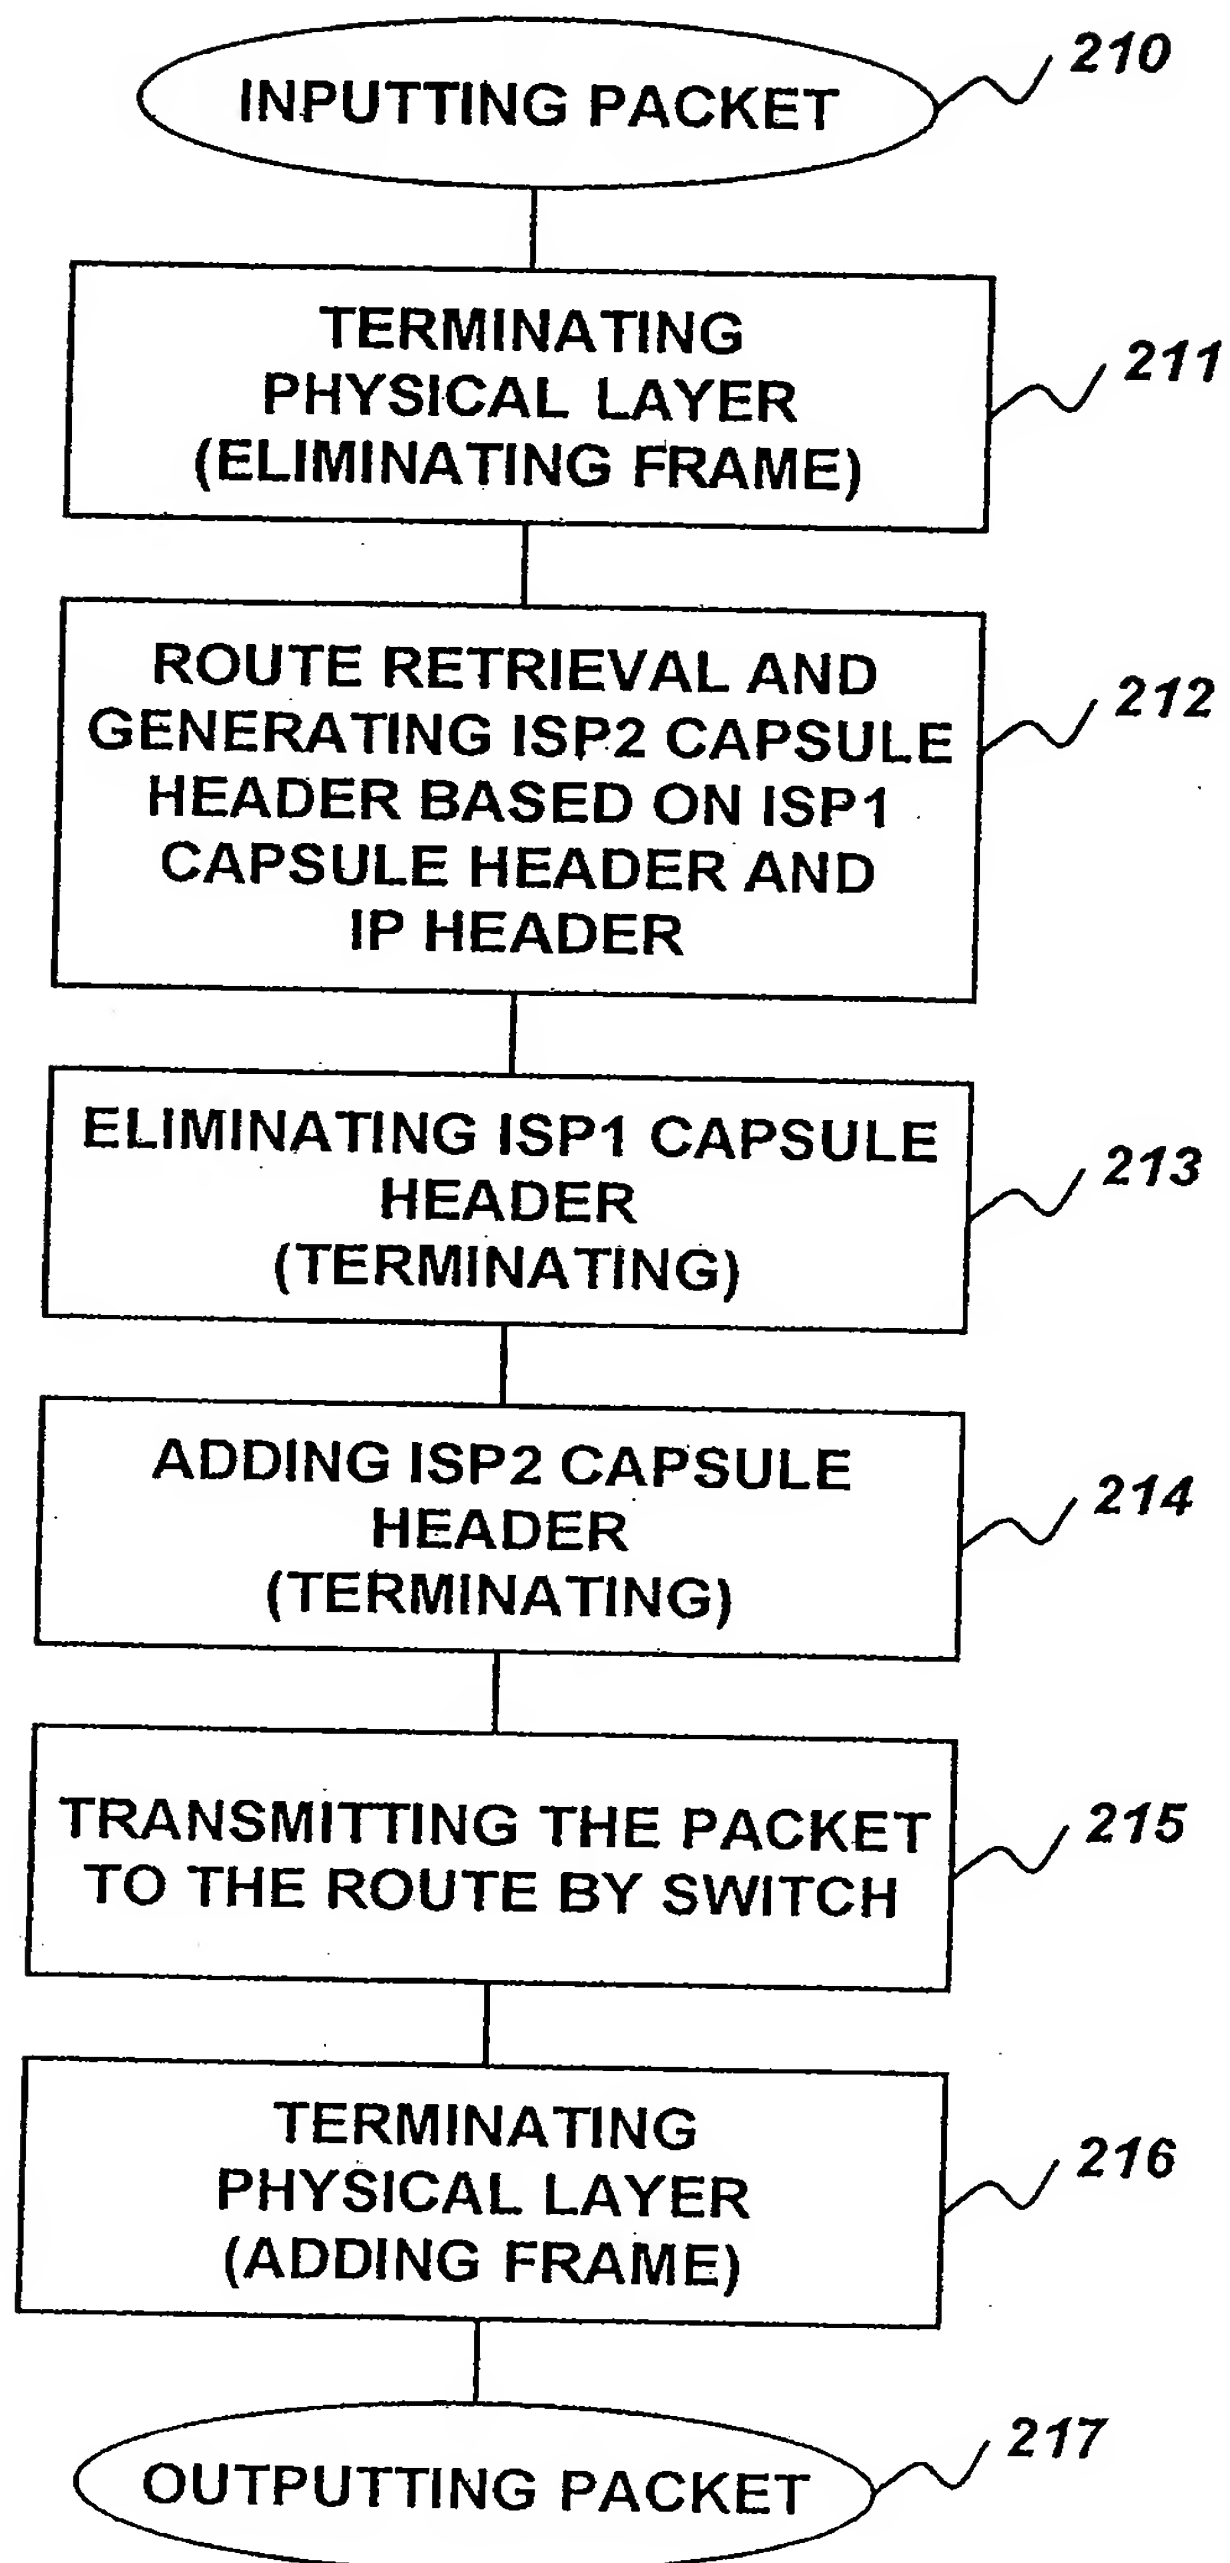 INPUTTING PACKET
210
TERMINATING
PHYSICAL LAYER
(ELIMINATING FRAME)
211
ROUTE RETRIEVAL AND
GENERATING ISP2 CAPSULE
HEADER BASED ON ISP1
CAPSULE HEADER AND
IP HEADER
212
ELIMINATING ISP1 CAPSULE
HEADER
(TERMINATING)
213
ADDING ISP2 CAPSULE
HEADER
(TERMINATING)
214
TRANSMITTING THE PACKET
TO THE ROUTE BY SWITCH
215
TERMINATING
PHYSICAL LAYER
(ADDING FRAME)
216
OUTPUTTING PACKET
217